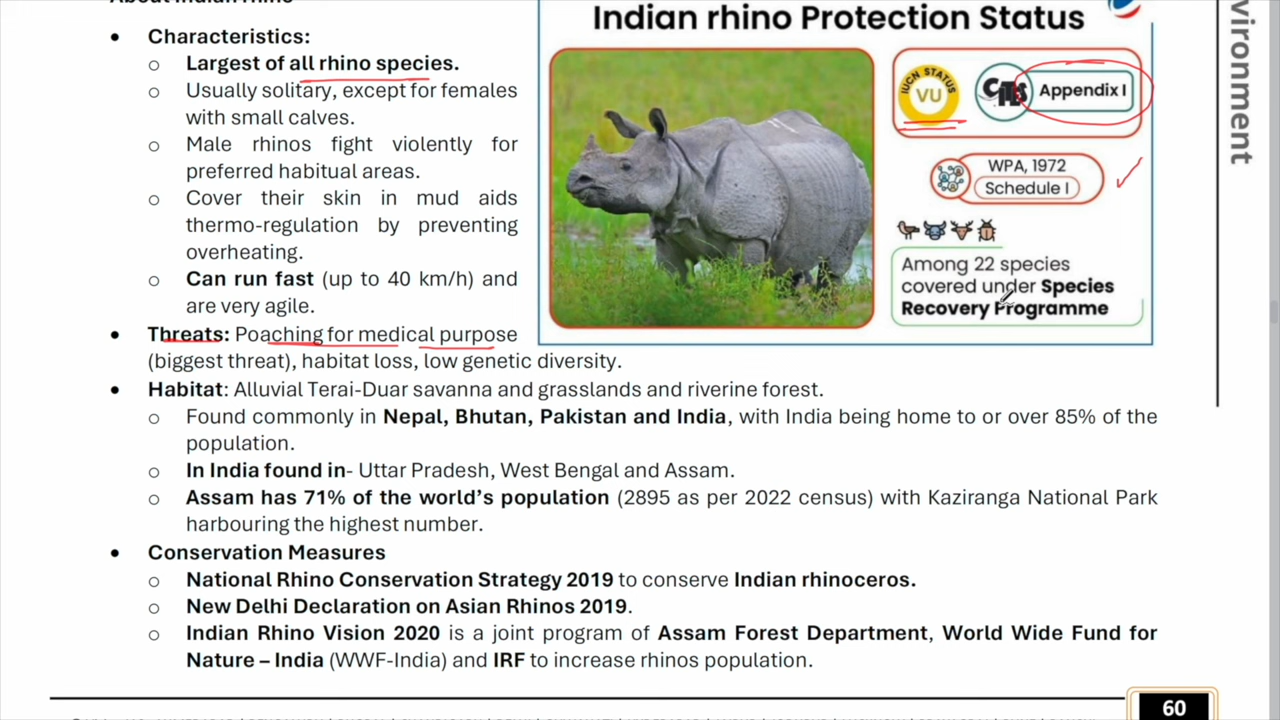 Characteristics:
Largest of all rhino species.
Usually solitary, except for females
with small calves.
Male rhinos fight violently for
preferred habitual areas.
Cover their skin in mud aids
thermo-regulation by preventing
overheating.
Can run fast (up to 40 km/h) and
are very agile.
Threats: Poaching for medical purpose
(biggest threat), habitat loss, low genetic diversity.
Indian rhino Protection Status
IUCN STATUS
VU
CITES
Appendix I
WPA, 1972
Schedule I
Among 22 species
covered under Species
Recovery Programme
Habitat: Alluvial Terai-Duar savanna and grasslands and riverine forest.
Found commonly in Nepal, Bhutan, Pakistan and India, with India being home to or over 85% of the
population.
In India found in- Uttar Pradesh, West Bengal and Assam.
Assam has 71% of the world’s population (2895 as per 2022 census) with Kaziranga National Park
harbouring the highest number.
Conservation Measures
National Rhino Conservation Strategy 2019 to conserve Indian rhinoceros.
New Delhi Declaration on Asian Rhinos 2019.
Indian Rhino Vision 2020 is a joint program of Assam Forest Department, World Wide Fund for
Nature – India (WWF-India) and IRF to increase rhinos population.
60
vironment